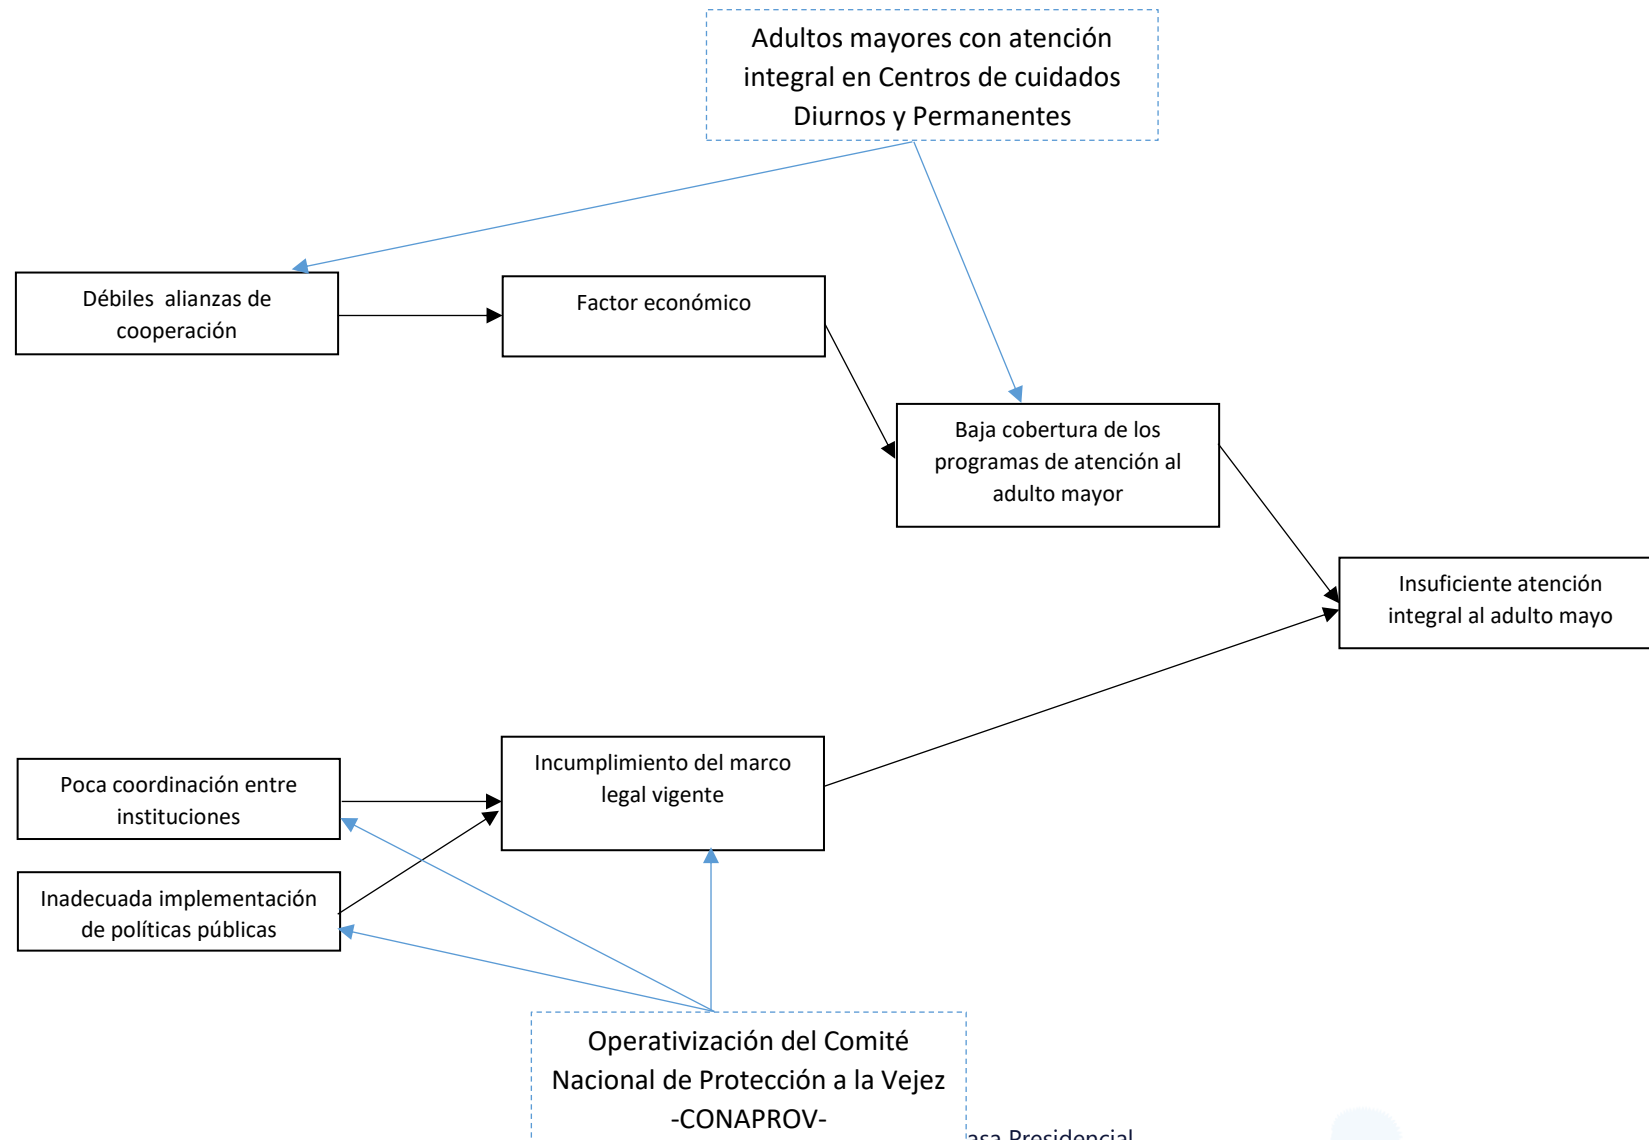 Adultos mayores con atención
integral en Centros de cuidados
Diurnos y Permanentes
Débiles  alianzas de
cooperación
Factor económico
Baja cobertura de los
programas de atención al
adulto mayor
Insuficiente atención
integral al adulto mayo
Incumplimiento del marco
legal vigente
Poca coordinación entre
instituciones
Inadecuada implementación
de políticas públicas
Operativización del Comité
Nacional de Protección a la Vejez
-CONAPROV-
asa Presidencial